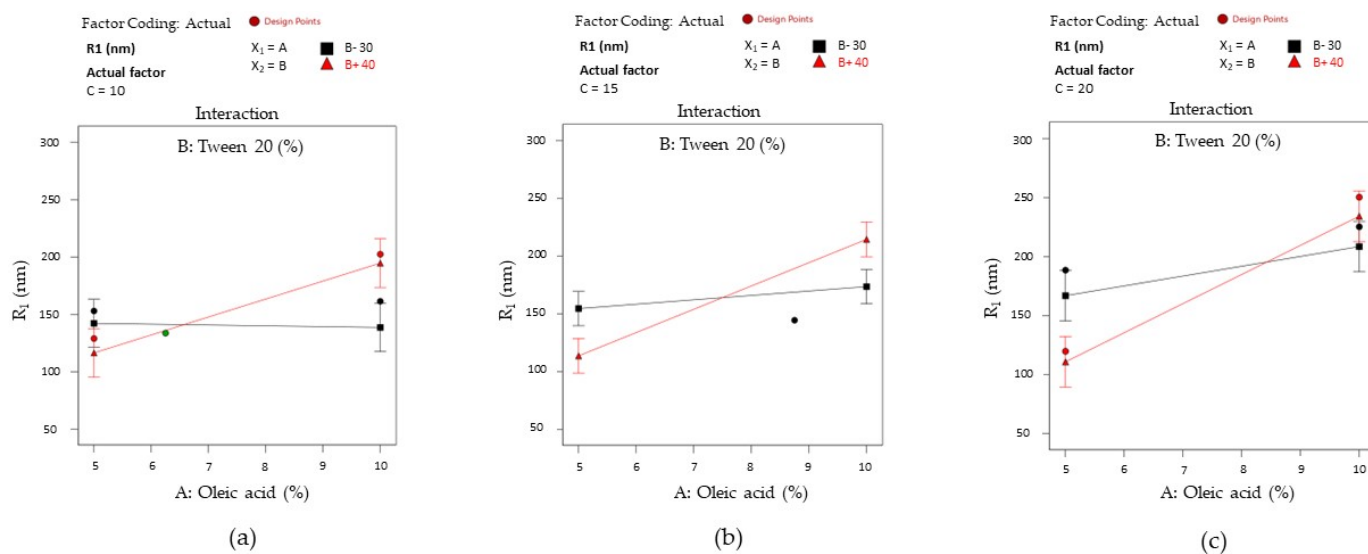 Factor Coding: Actual
Design Points
R1 (nm)
X1 = A
B- 30
Actual factor
X2 = B
B+ 40
C = 10
Interaction
B: Tween 20 (%)
300
250
200
150
100
50
R1 (nm)
5 6 7 8 9 10
A: Oleic acid (%)
(a)
Factor Coding: Actual
Design Points
R1 (nm)
X1 = A
B- 30
Actual factor
X2 = B
B+ 40
C = 15
Interaction
B: Tween 20 (%)
300
250
200
150
100
50
R1 (nm)
5 6 7 8 9 10
A: Oleic acid (%)
(b)
Factor Coding: Actual
Design Points
R1 (nm)
X1 = A
B- 30
Actual factor
X2 = B
B+ 40
C = 20
Interaction
B: Tween 20 (%)
300
250
200
150
100
50
R1 (nm)
5 6 7 8 9 10
A: Oleic acid (%)
(c)